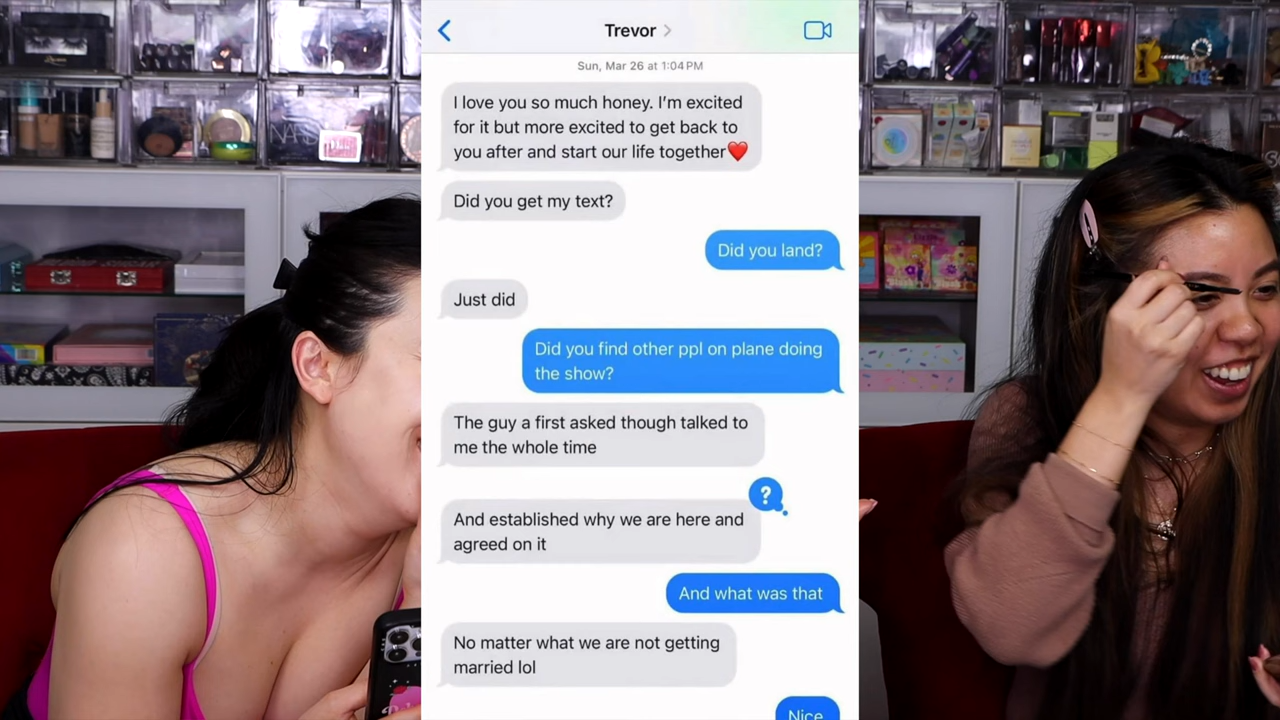 Trevor
Sun, Mar 26 at 1:04 PM
I love you so much honey. I'm excited
for it but more excited to get back to
you after and start our life together❤️
Did you get my text?
Did you land?
Just did
Did you find other ppl on plane doing
the show?
The guy a first asked though talked to
me the whole time
?
And established why we are here and
agreed on it
And what was that
No matter what we are not getting
married lol
Nice
NARS